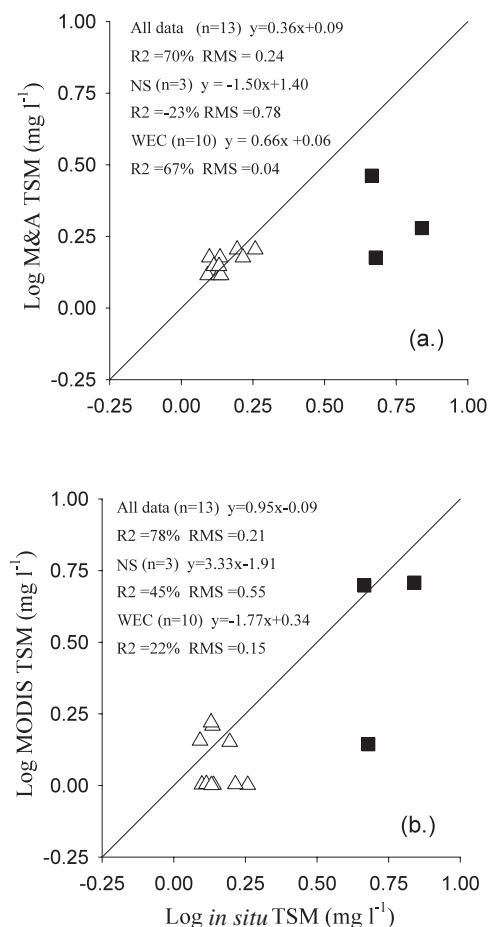 All data (n=13) y=0.36x+0.09
R2 =70% RMS = 0.24
NS (n=3) y = -1.50x+1.40
R2 =-23% RMS =0.78
WEC (n=10) y = 0.66x +0.06
R2 =67% RMS =0.04
Log M&A TSM (mg l-1)
1.00
0.75
0.50
0.25
0.00
-0.25
(a.)
-0.25 0.00 0.25 0.50 0.75 1.00
All data (n=13) y=0.95x-0.09
R2 =78% RMS =0.21
NS (n=3) y=3.33x-1.91
R2 =45% RMS =0.55
WEC (n=10) y=-1.77x+0.34
R2 =22% RMS =0.15
Log MODIS TSM (mg l-1)
1.00
0.75
0.50
0.25
0.00
-0.25
(b.)
-0.25 0.00 0.25 0.50 0.75 1.00
Log in situ TSM (mg l-1)